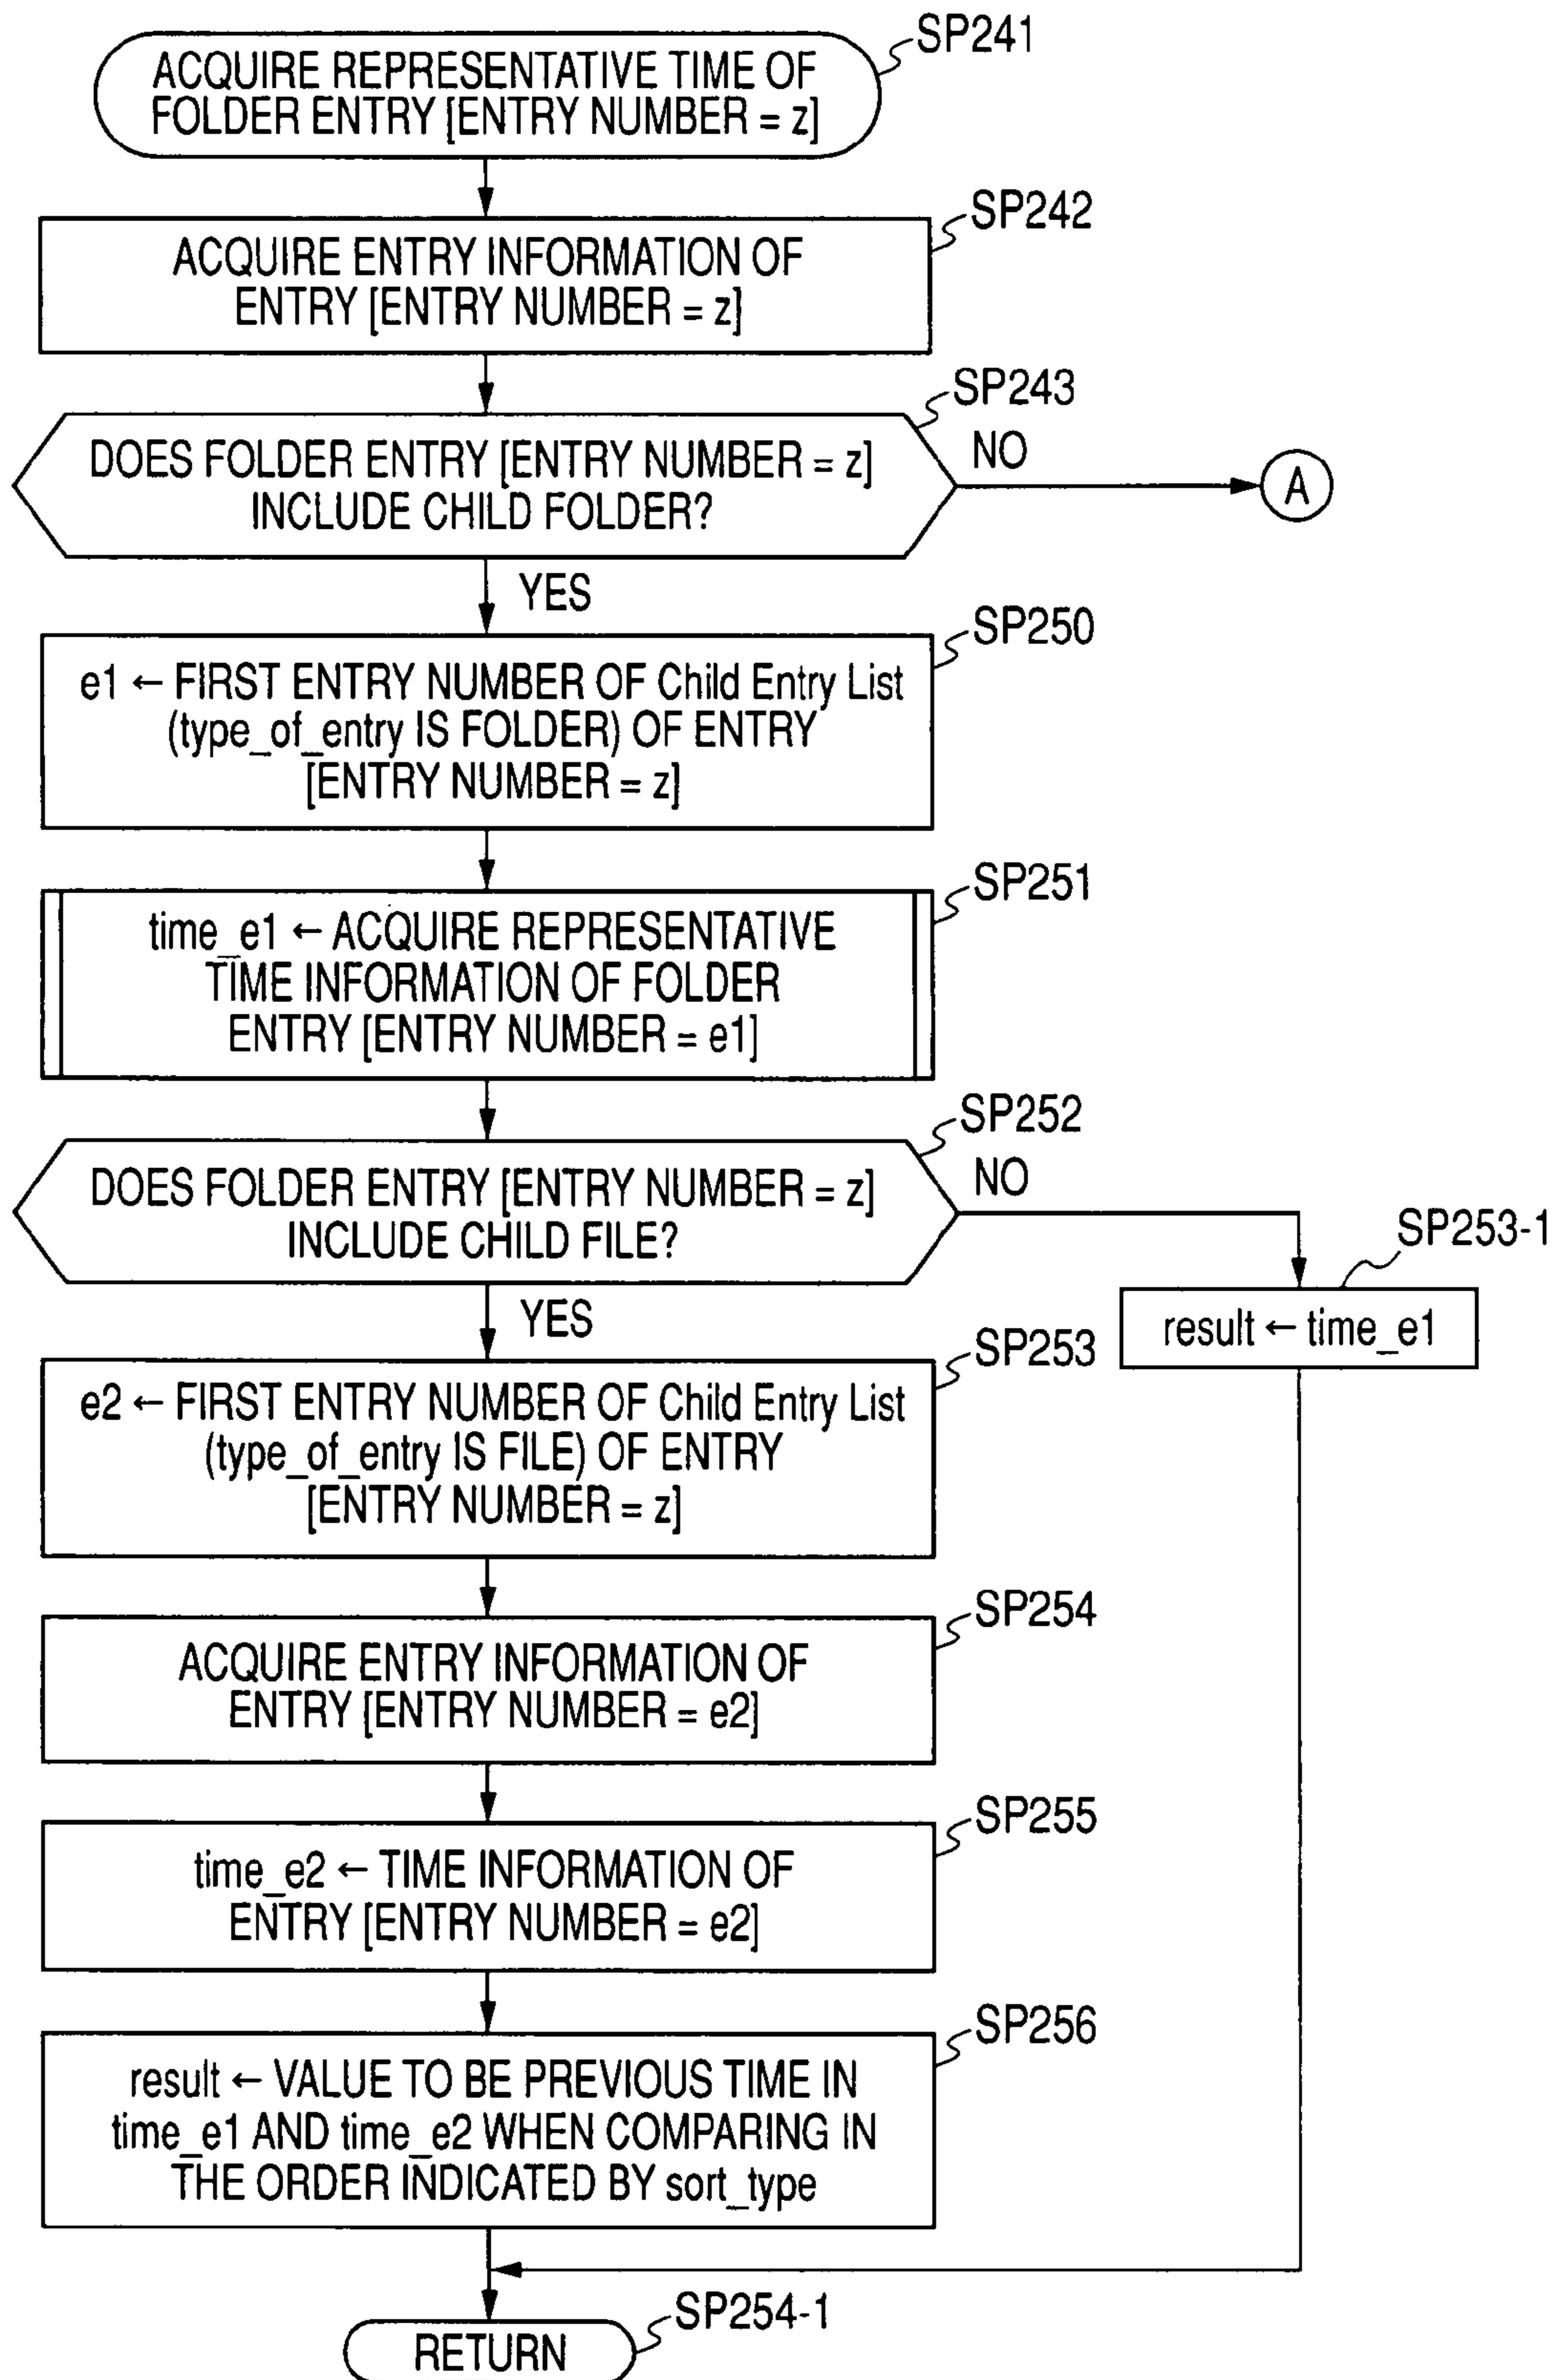 SP241
ACQUIRE REPRESENTATIVE TIME OF
FOLDER ENTRY [ENTRY NUMBER = z]
SP242
ACQUIRE ENTRY INFORMATION OF
ENTRY [ENTRY NUMBER = z]
SP243
DOES FOLDER ENTRY [ENTRY NUMBER = z]
INCLUDE CHILD FOLDER?
NO
A
YES
SP250
e1 ← FIRST ENTRY NUMBER OF Child Entry List
(type_of_entry IS FOLDER) OF ENTRY
[ENTRY NUMBER = z]
SP251
time_e1 ← ACQUIRE REPRESENTATIVE
TIME INFORMATION OF FOLDER
ENTRY [ENTRY NUMBER = e1]
SP252
DOES FOLDER ENTRY [ENTRY NUMBER = z]
INCLUDE CHILD FILE?
NO
SP253-1
result ← time_e1
YES
SP253
e2 ← FIRST ENTRY NUMBER OF Child Entry List
(type_of_entry IS FILE) OF ENTRY
[ENTRY NUMBER = z]
SP254
ACQUIRE ENTRY INFORMATION OF
ENTRY [ENTRY NUMBER = e2]
SP255
time_e2 ← TIME INFORMATION OF
ENTRY [ENTRY NUMBER = e2]
SP256
result ← VALUE TO BE PREVIOUS TIME IN
time_e1 AND time_e2 WHEN COMPARING IN
THE ORDER INDICATED BY sort_type
SP254-1
RETURN